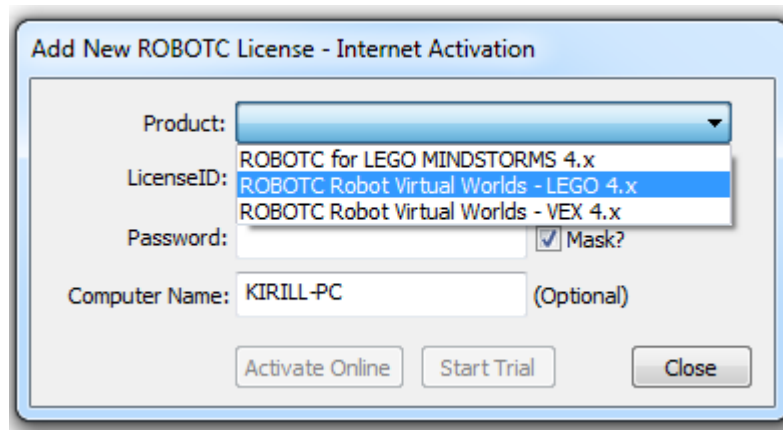 Add New ROBOTC License - Internet Activation
Product:
ROBOTC for LEGO MINDSTORMS 4.x
LicenseID:
ROBOTC Robot Virtual Worlds - LEGO 4.x
ROBOTC Robot Virtual Worlds - VEX 4.x
Password:
Mask?
Computer Name: KIRILL-PC (Optional)
Activate Online Start Trial Close